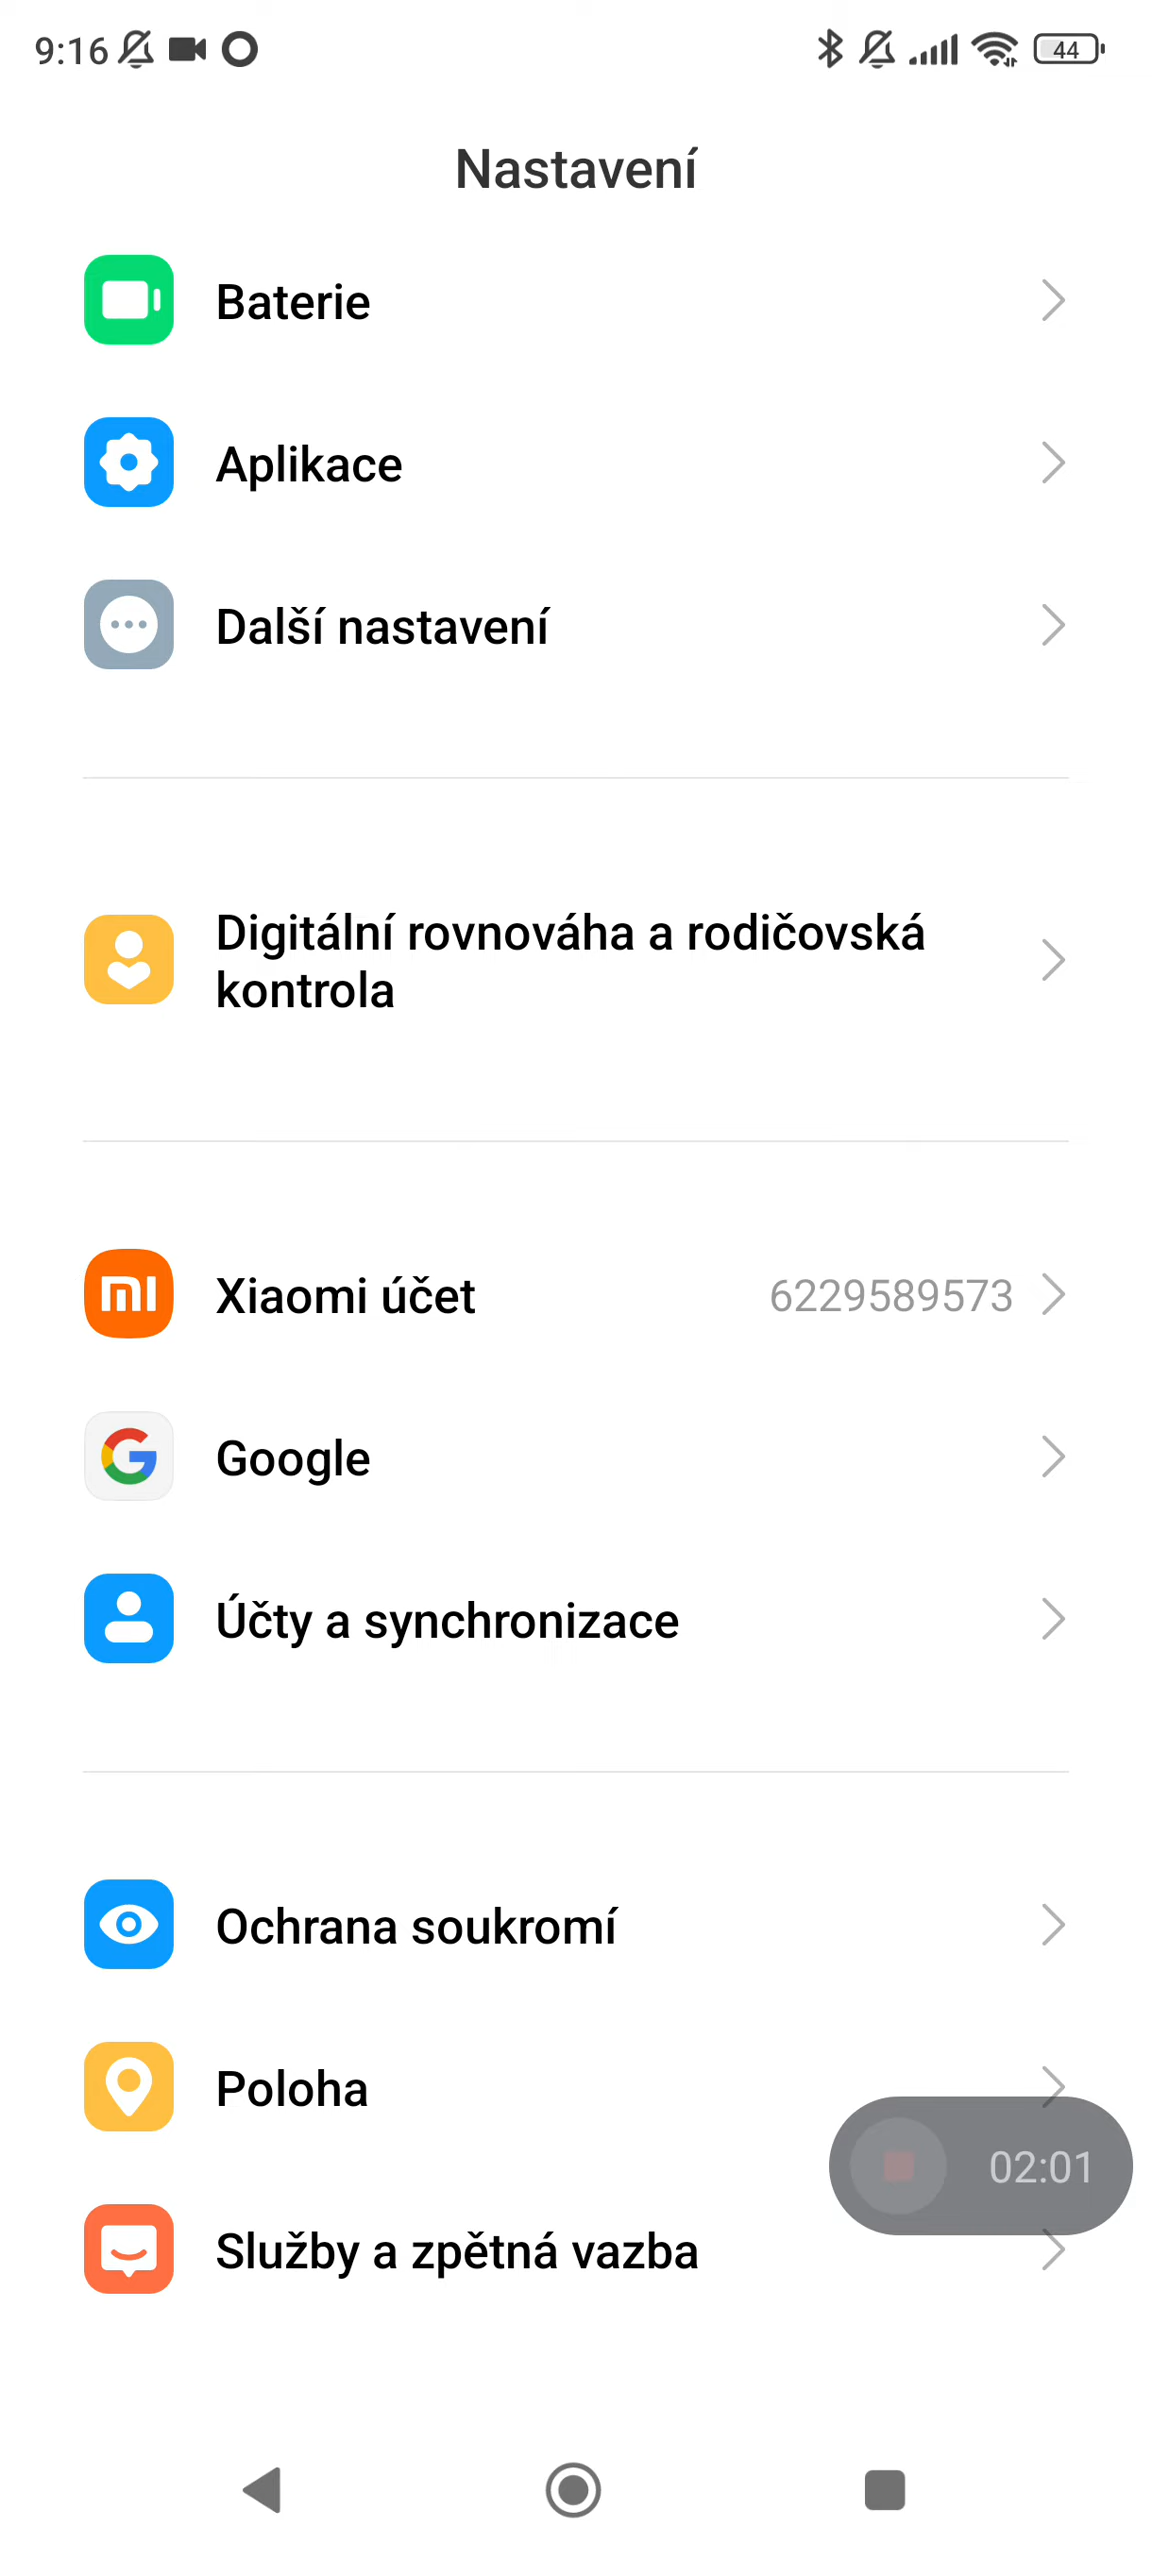 9:16
44
Nastavení
Baterie
Aplikace
Další nastavení
Digitální rovnováha a rodičovská
kontrola
Xiaomi účet 6229589573
Google
Účty a synchronizace
Ochrana soukromí
Poloha
02:01
Služby a zpětná vazba